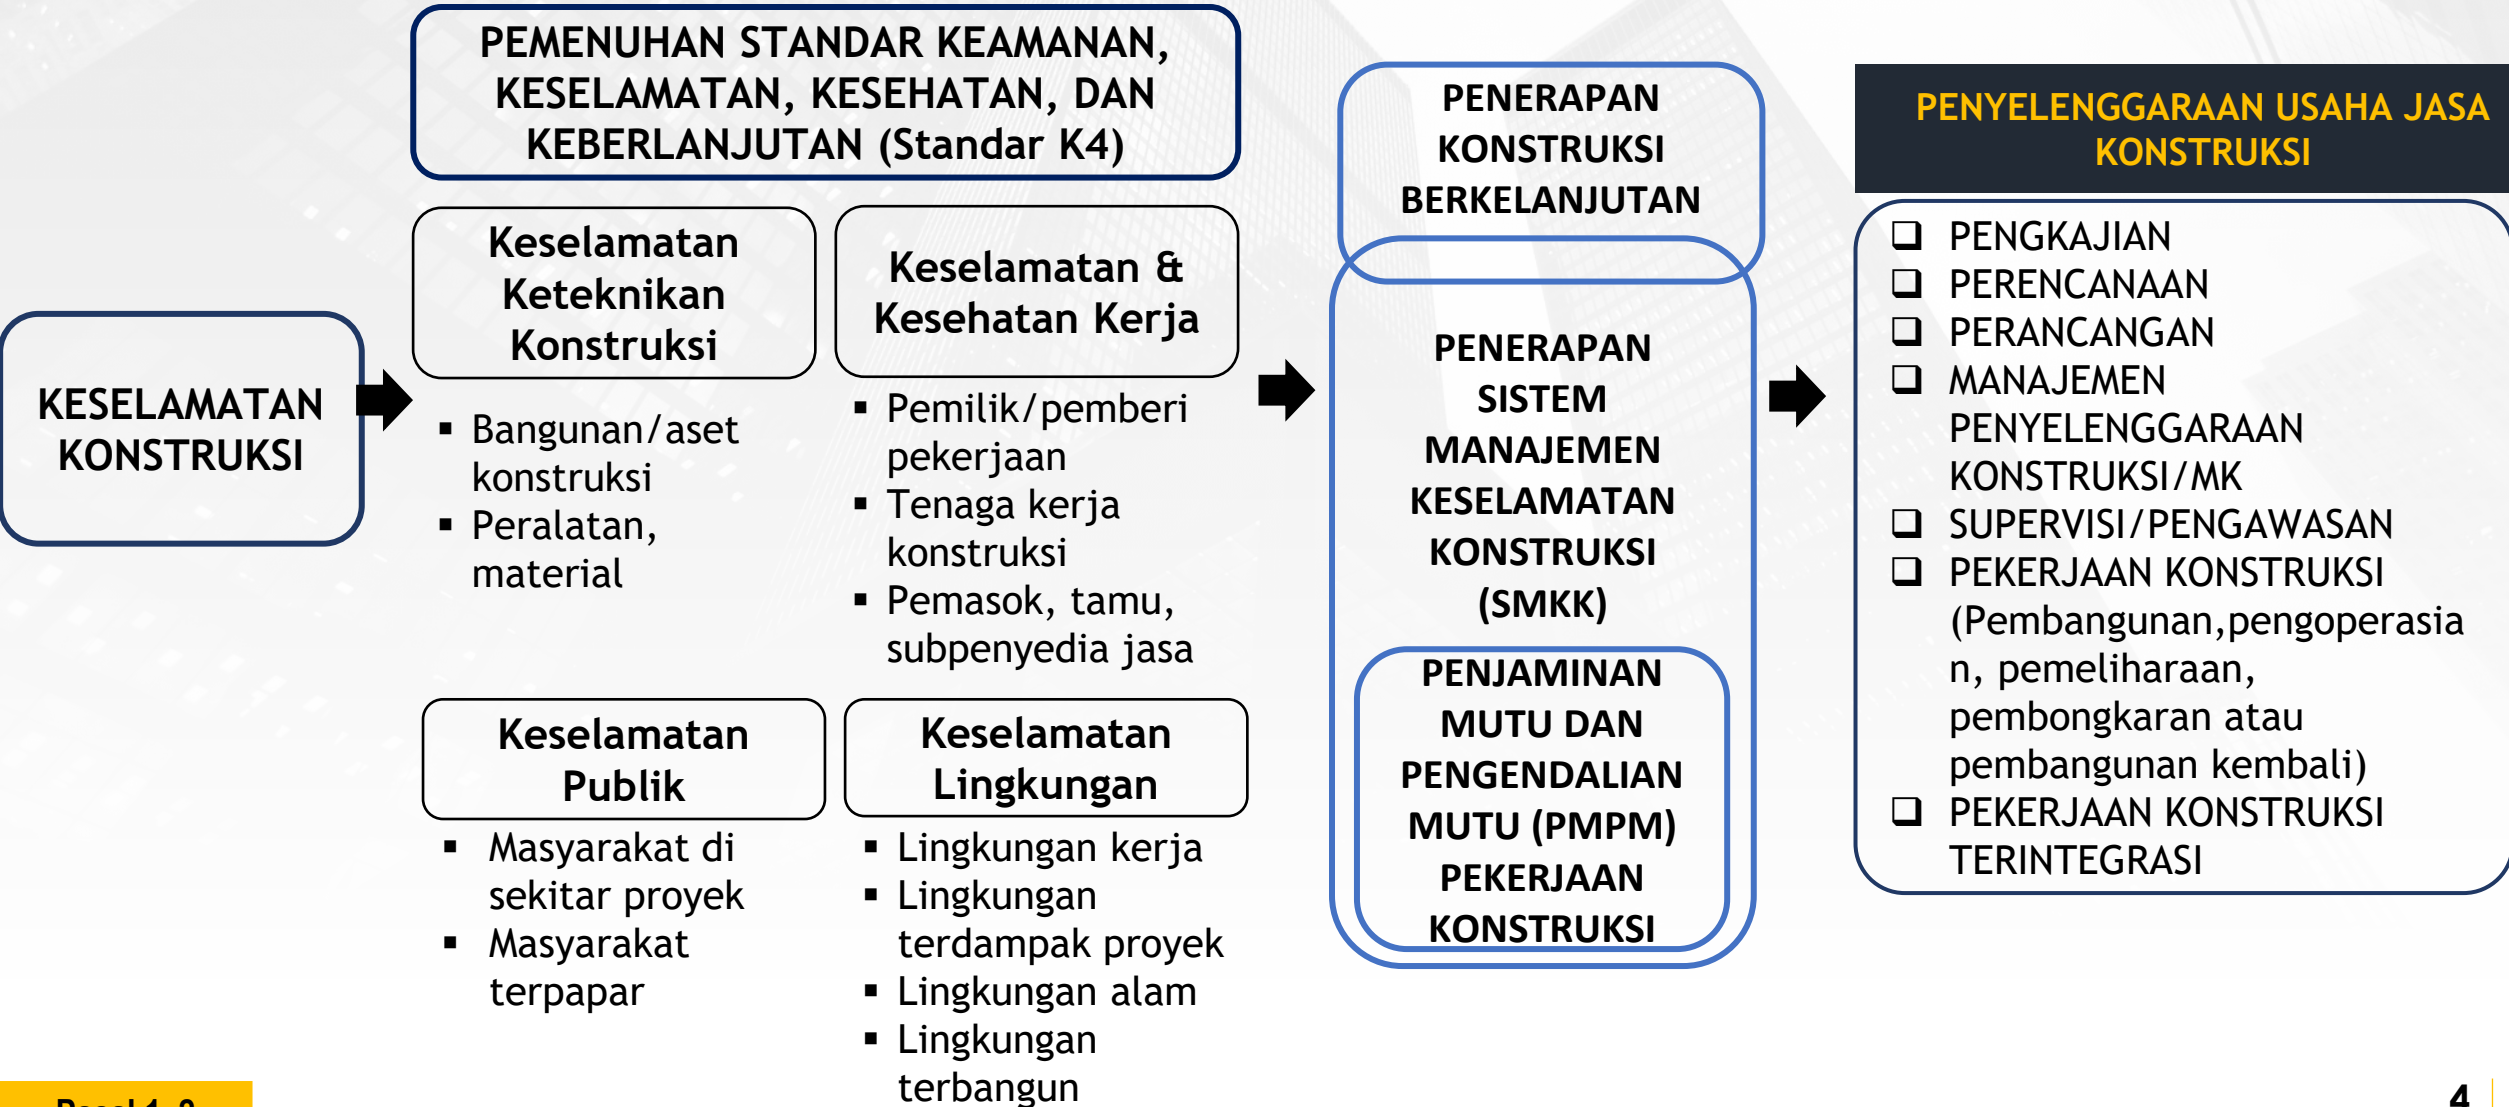 PEMENUHAN STANDAR KEAMANAN,
KESELAMATAN, KESEHATAN, DAN
KEBERLANJUTAN (Standar K4)
KESELAMATAN
KONSTRUKSI
Keselamatan
Keteknikan
Konstruksi
▪ Bangunan/aset
konstruksi
▪ Peralatan,
material
Keselamatan &
Kesehatan Kerja
▪ Pemilik/pemberi
pekerjaan
▪ Tenaga kerja
konstruksi
▪ Pemasok, tamu,
subpenyedia jasa
Keselamatan
Publik
▪ Masyarakat di
sekitar proyek
▪ Masyarakat
terpapar
Keselamatan
Lingkungan
▪ Lingkungan kerja
▪ Lingkungan
terdampak proyek
▪ Lingkungan alam
▪ Lingkungan
terbangun
PENERAPAN
KONSTRUKSI
BERKELANJUTAN
PENERAPAN
SISTEM
MANAJEMEN
KESELAMATAN
KONSTRUKSI
(SMKK)
PENJAMINAN
MUTU DAN
PENGENDALIAN
MUTU (PMPM)
PEKERJAAN
KONSTRUKSI
PENYELENGGARAAN USAHA JASA
KONSTRUKSI
❑ PENGKAJIAN
❑ PERENCANAAN
❑ PERANCANGAN
❑ MANAJEMEN
PENYELENGGARAAN
KONSTRUKSI/MK
❑ SUPERVISI/PENGAWASAN
❑ PEKERJAAN KONSTRUKSI
(Pembangunan,pengoperasia
n, pemeliharaan,
pembongkaran atau
pembangunan kembali)
❑ PEKERJAAN KONSTRUKSI
TERINTEGRASI
4